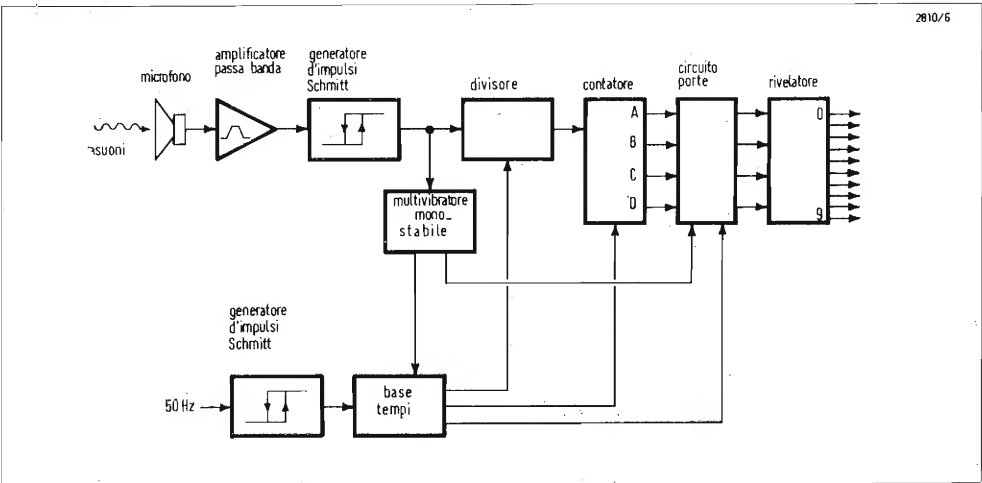 2810/6
amplificatore
passa banda
generatore
d'impulsi
Schmitt
microfono
divisore
contatore
circuito
porte
rivelatore
A
B
C
D
0
9
multivibratore
mono_
stabile
generatore
d'impulsi
Schmitt
50 Hz
base
tempi